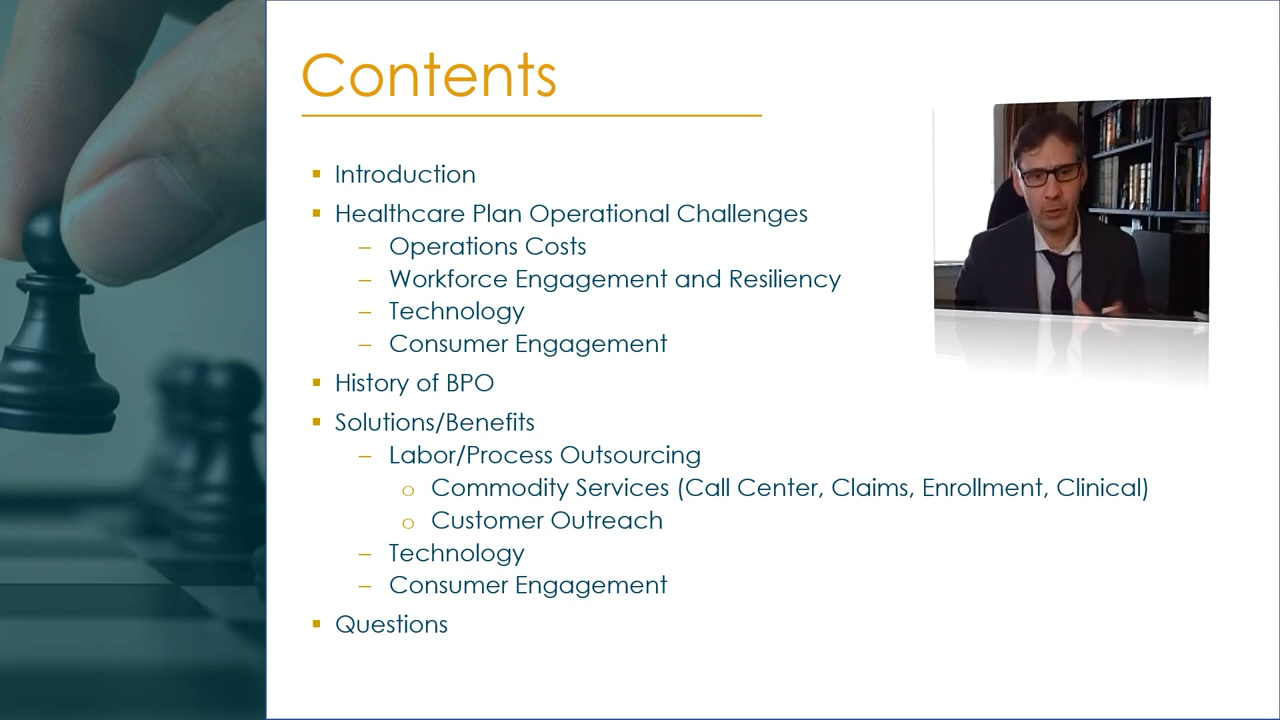 Contents
▪ Introduction
▪ Healthcare Plan Operational Challenges
– Operations Costs
– Workforce Engagement and Resiliency
– Technology
– Consumer Engagement
▪ History of BPO
▪ Solutions/Benefits
– Labor/Process Outsourcing
o Commodity Services (Call Center, Claims, Enrollment, Clinical)
o Customer Outreach
– Technology
– Consumer Engagement
▪ Questions